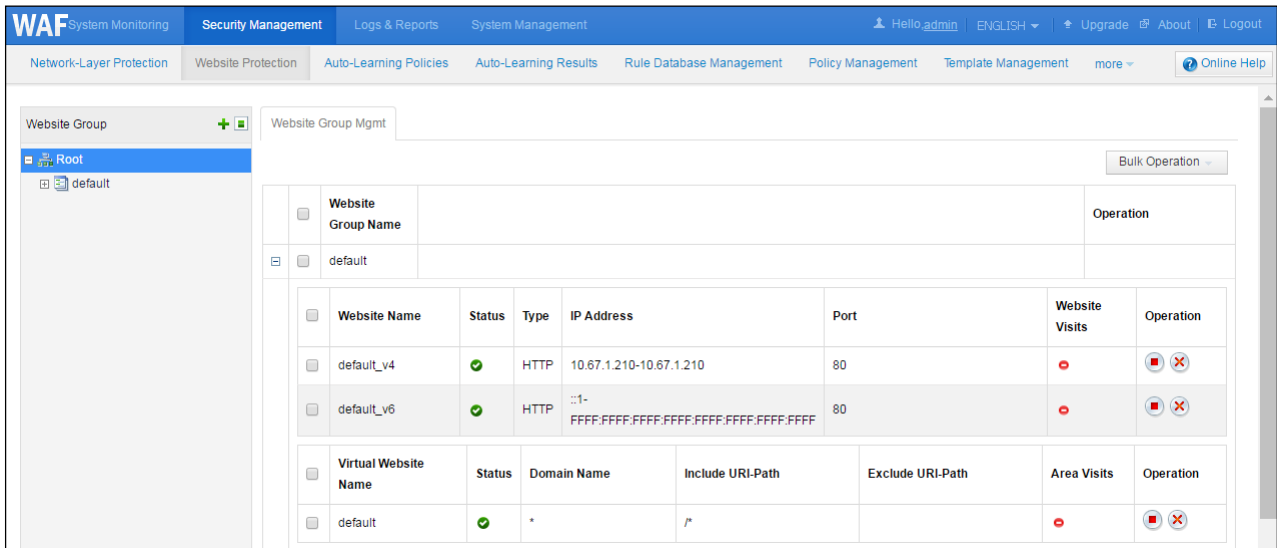 WAF System Monitoring Security Management Logs & Reports System Management Hello,admin ENGLISH Upgrade About Logout
Network-Layer Protection Website Protection Auto-Learning Policies Auto-Learning Results Rule Database Management Policy Management Template Management more Online Help
Website Group
Website Group Mgmt
Root
Bulk Operation
default
Website
Group Name
Operation
default
Website Name Status Type IP Address Port Website
Visits Operation
default_v4 HTTP 10.67.1.210-10.67.1.210 80
default_v6 HTTP ::1-
FFFF:FFFF:FFFF:FFFF:FFFF:FFFF:FFFF:FFFF 80
Virtual Website
Name Status Domain Name Include URI-Path Exclude URI-Path Area Visits Operation
default * /*